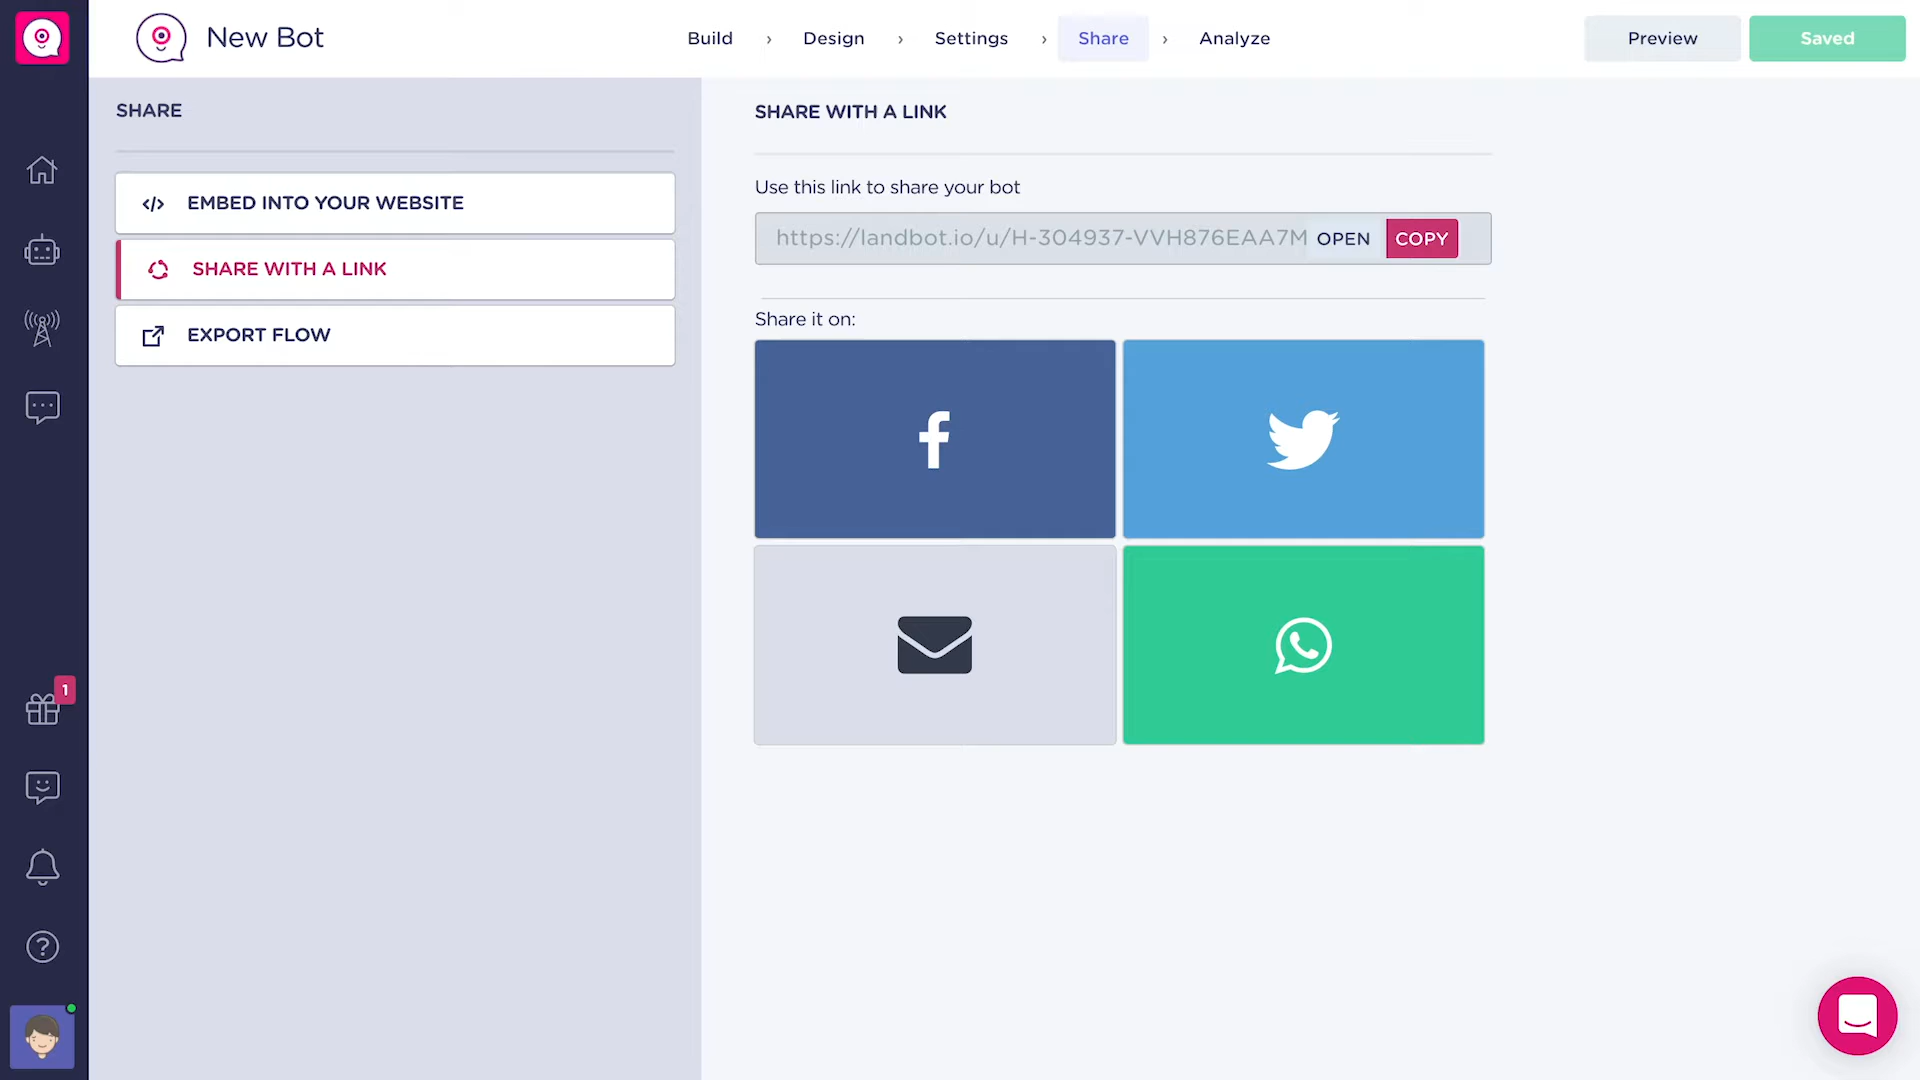 New Bot
Build › Design › Settings › Share › Analyze
Preview
Saved
SHARE
EMBED INTO YOUR WEBSITE
SHARE WITH A LINK
EXPORT FLOW
SHARE WITH A LINK
Use this link to share your bot
https://landbot.io/u/H-304937-VVH876EAA7M
OPEN
COPY
Share it on:
1